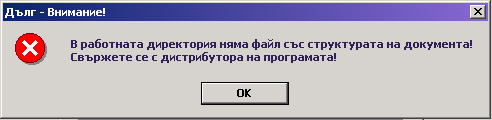 Дълг - Внимание!
В работната директория няма файл със структурата на документа!
Свържете се с дистрибутора на програмата!
OK